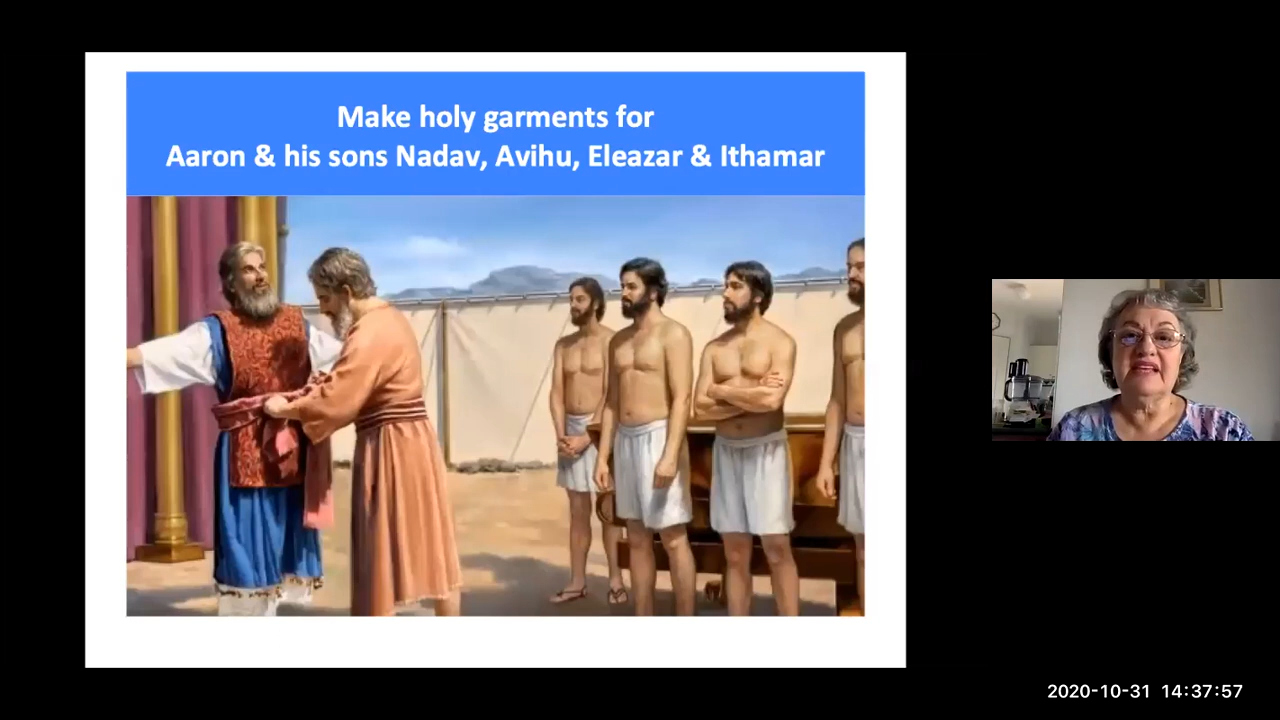 Make holy garments for
Aaron & his sons Nadav, Avihu, Eleazar & Ithamar
2020-10-31 14:37:57